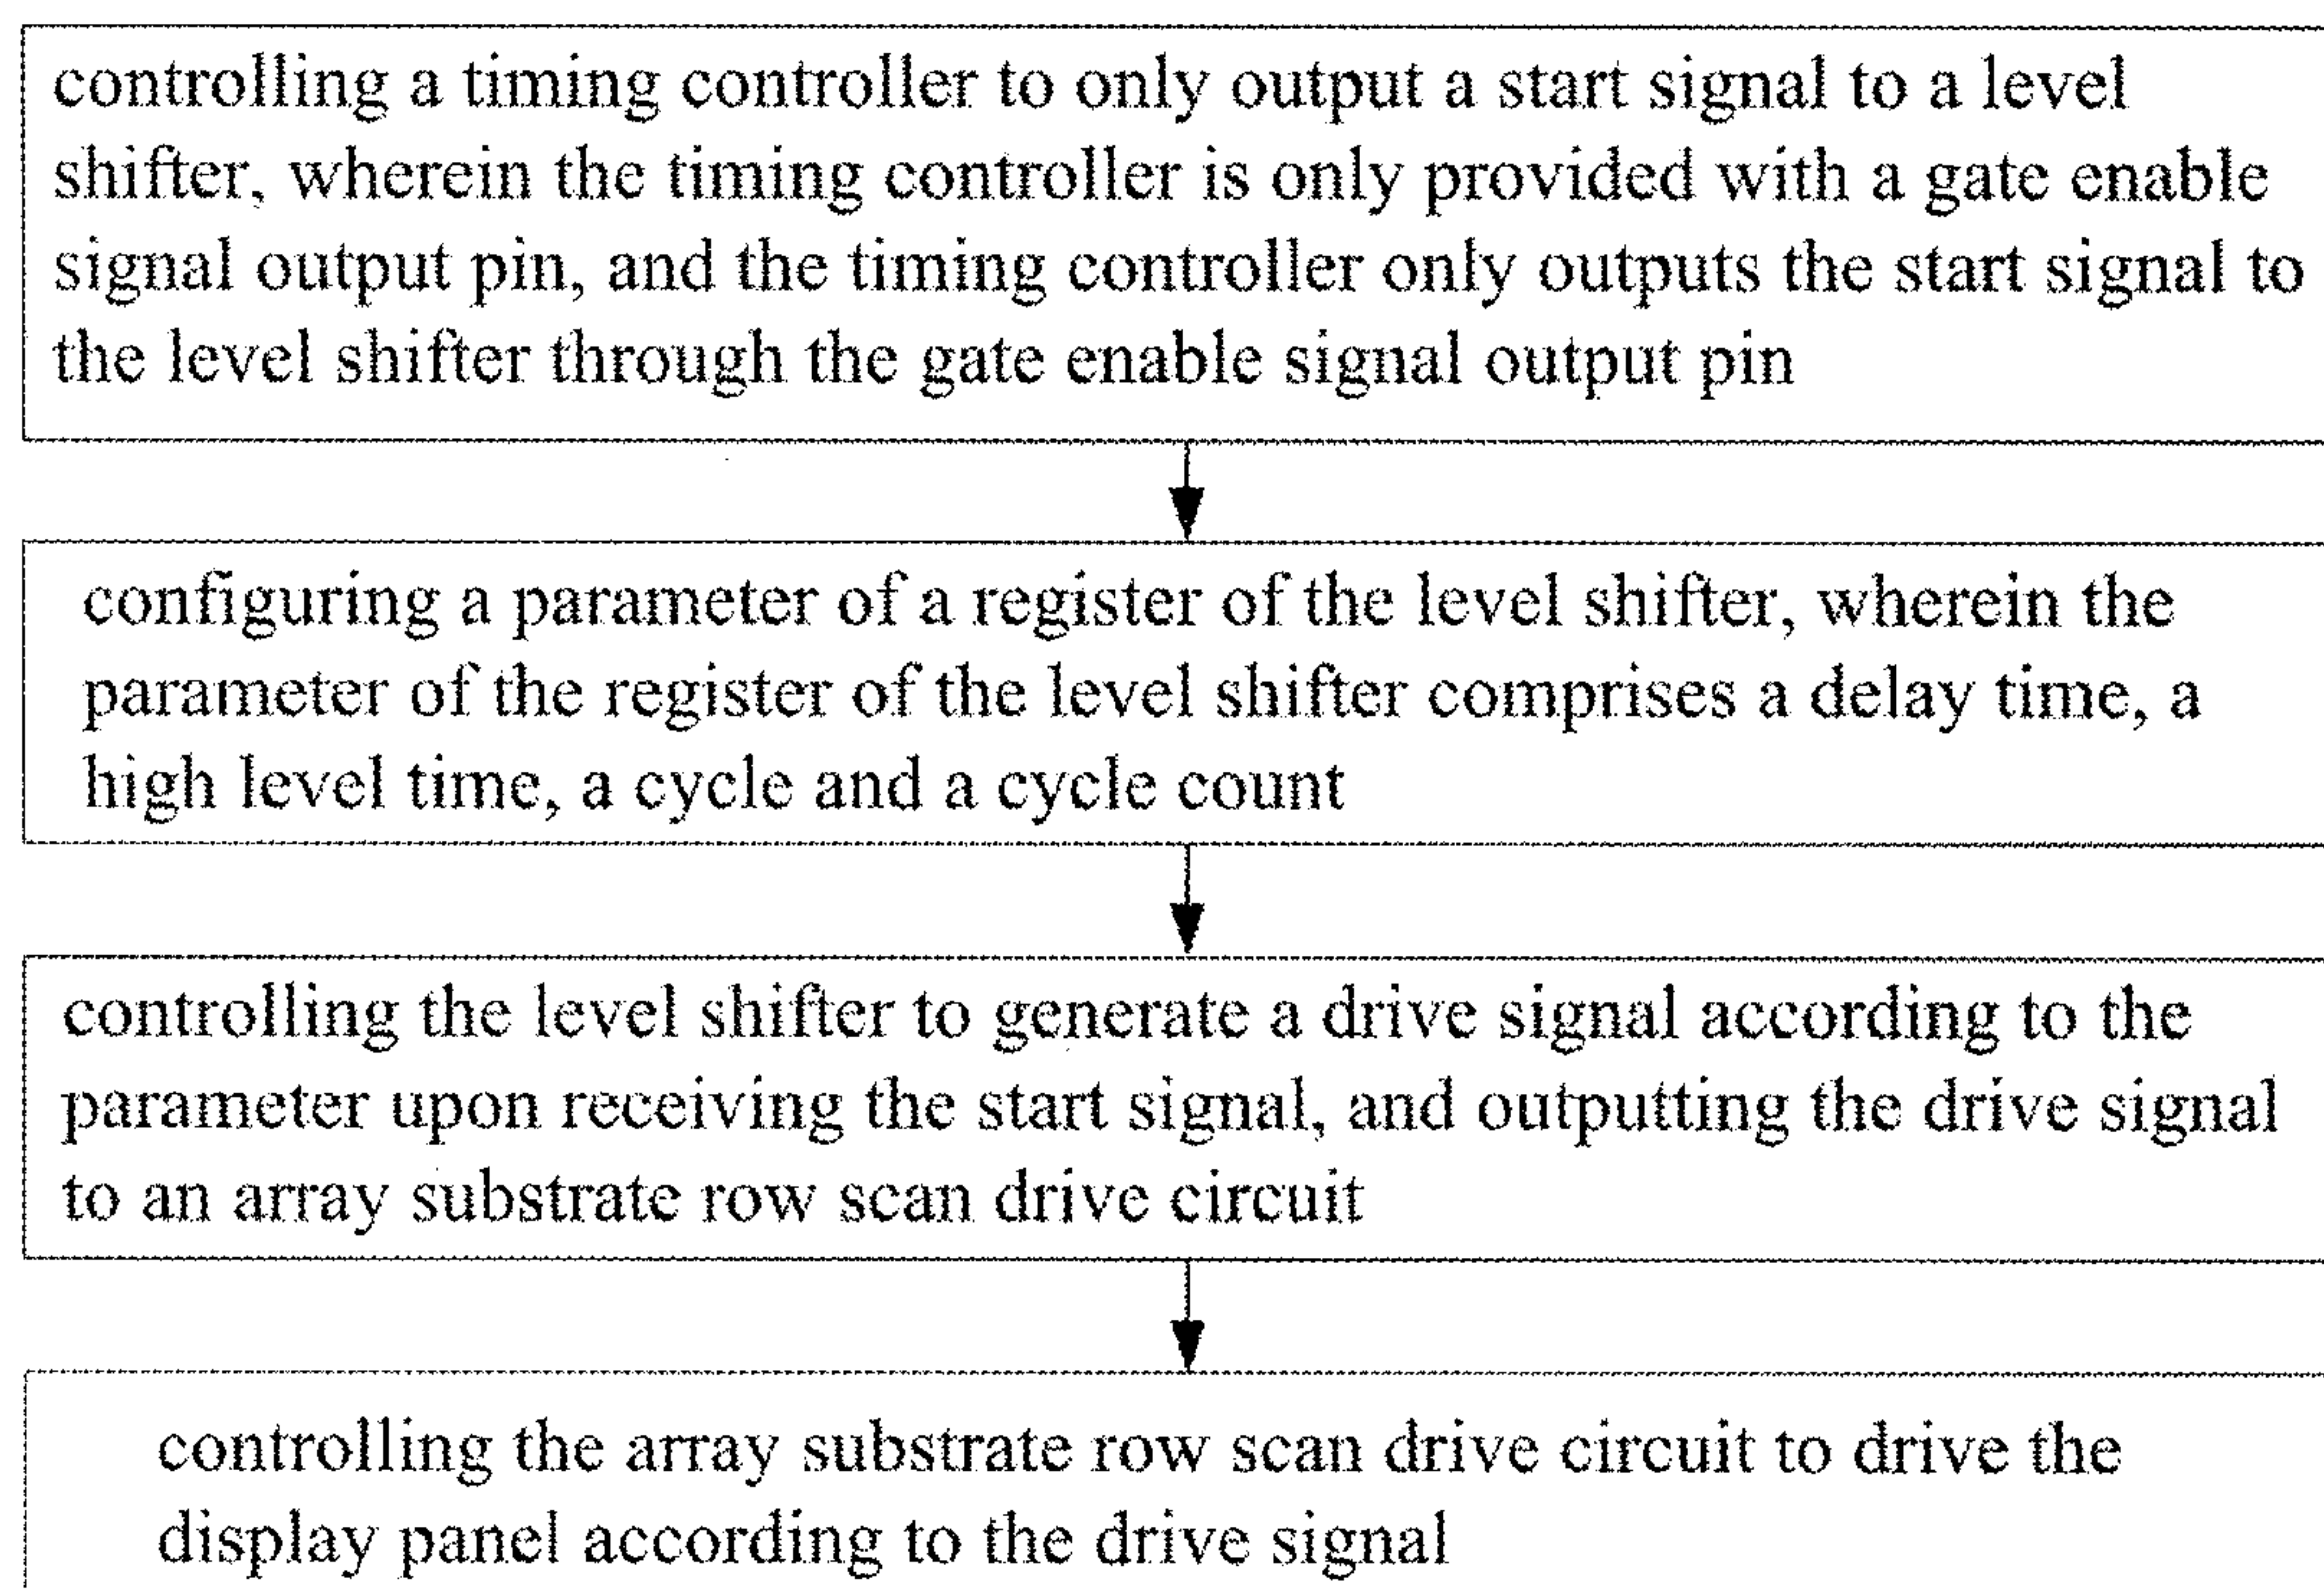 controlling a timing controller to only output a start signal to a level
shifter, wherein the timing controller is only provided with a gate enable
signal output pin, and the timing controller only outputs the start signal to
the level shifter through the gate enable signal output pin
configuring a parameter of a register of the level shifter, wherein the
parameter of the register of the level shifter comprises a delay time, a
high level time, a cycle and a cycle count
controlling the level shifter to generate a drive signal according to the
parameter upon receiving the start signal, and outputting the drive signal
to an array substrate row scan drive circuit
controlling the array substrate row scan drive circuit to drive the
display panel according to the drive signal